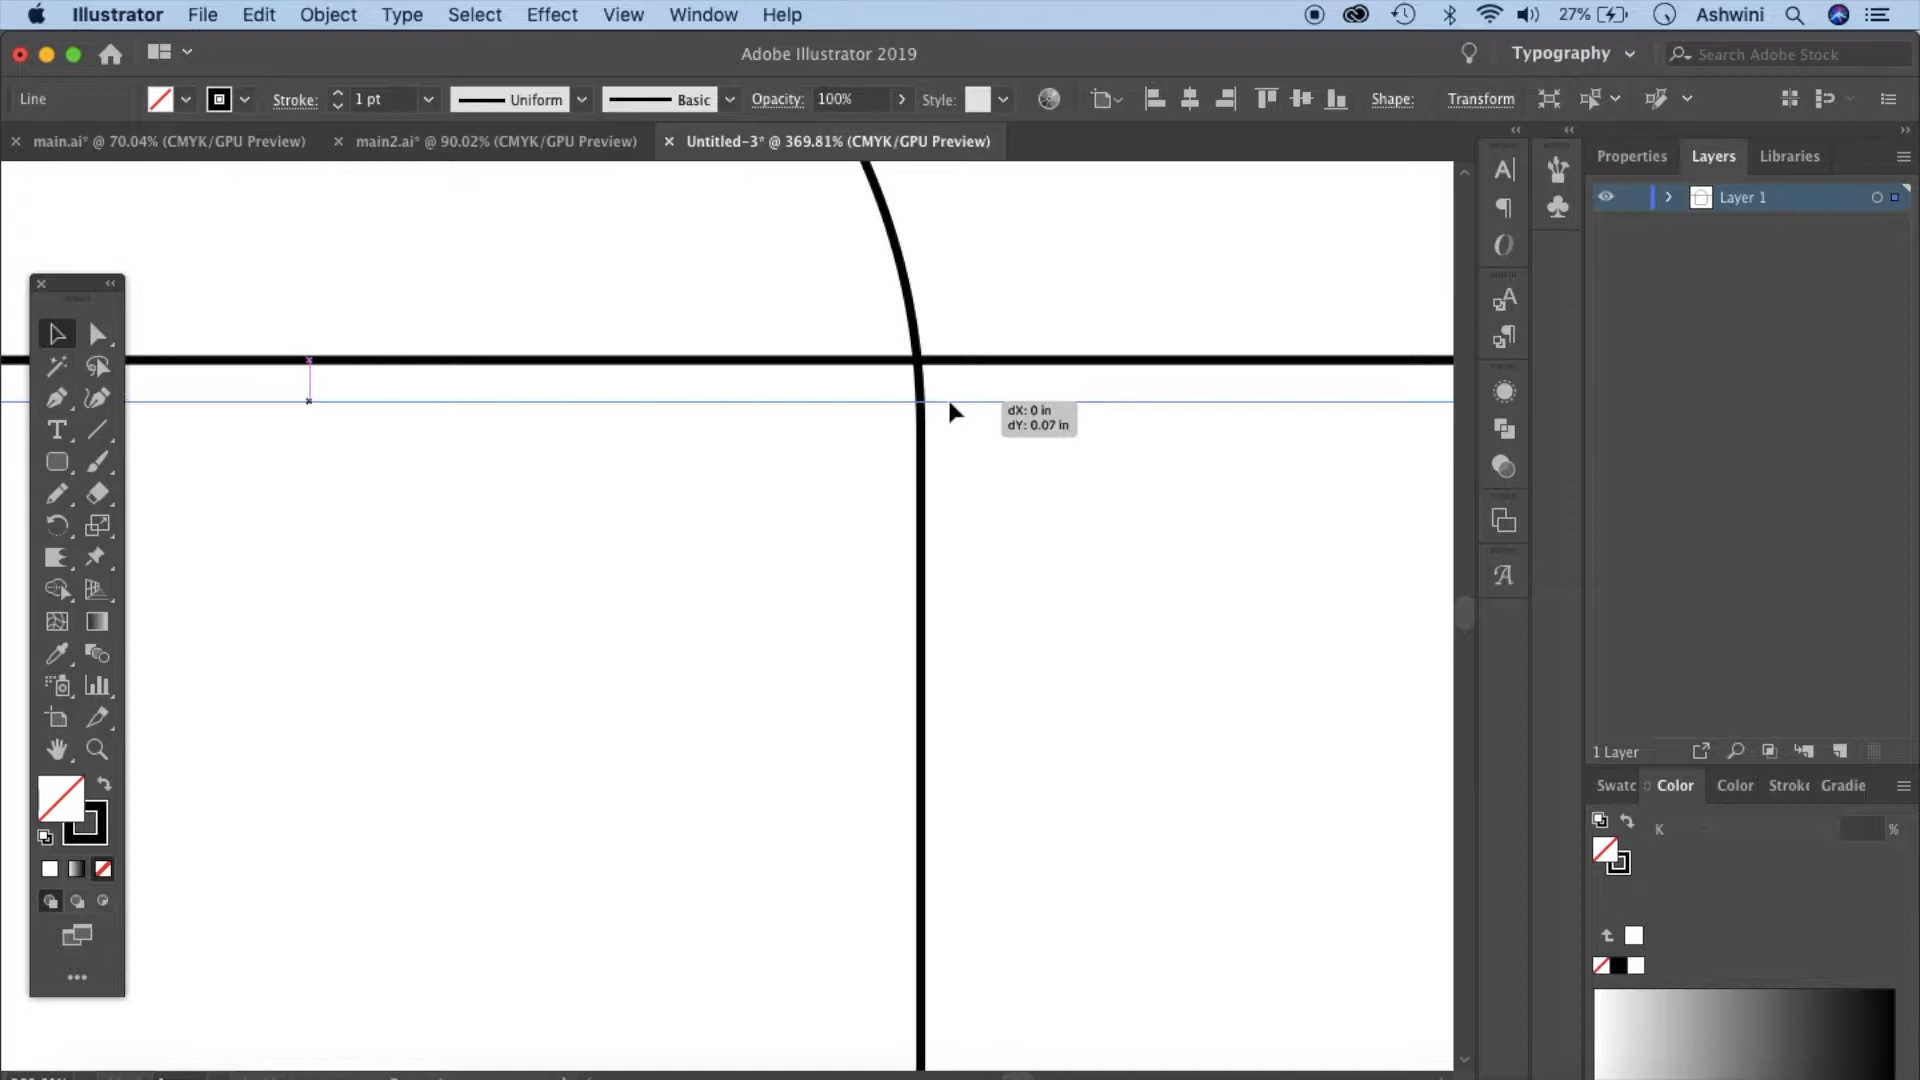 Illustrator File Edit Object Type Select Effect View Window Help 27% Ashwini
Adobe Illustrator 2019 Typography Search Adobe Stock
Line Stroke: 1 pt Uniform Basic Opacity: 100% Style: Shape: Transform
main.ai* @ 70.04% (CMYK/GPU Preview) main2.ai* @ 90.02% (CMYK/GPU Preview) Untitled-3* @ 369.81% (CMYK/GPU Preview)
Properties Layers Libraries
Layer 1
dX: 0 in
dY: 0.07 in
1 Layer
Swatc Color Color Stroke Gradie
K %